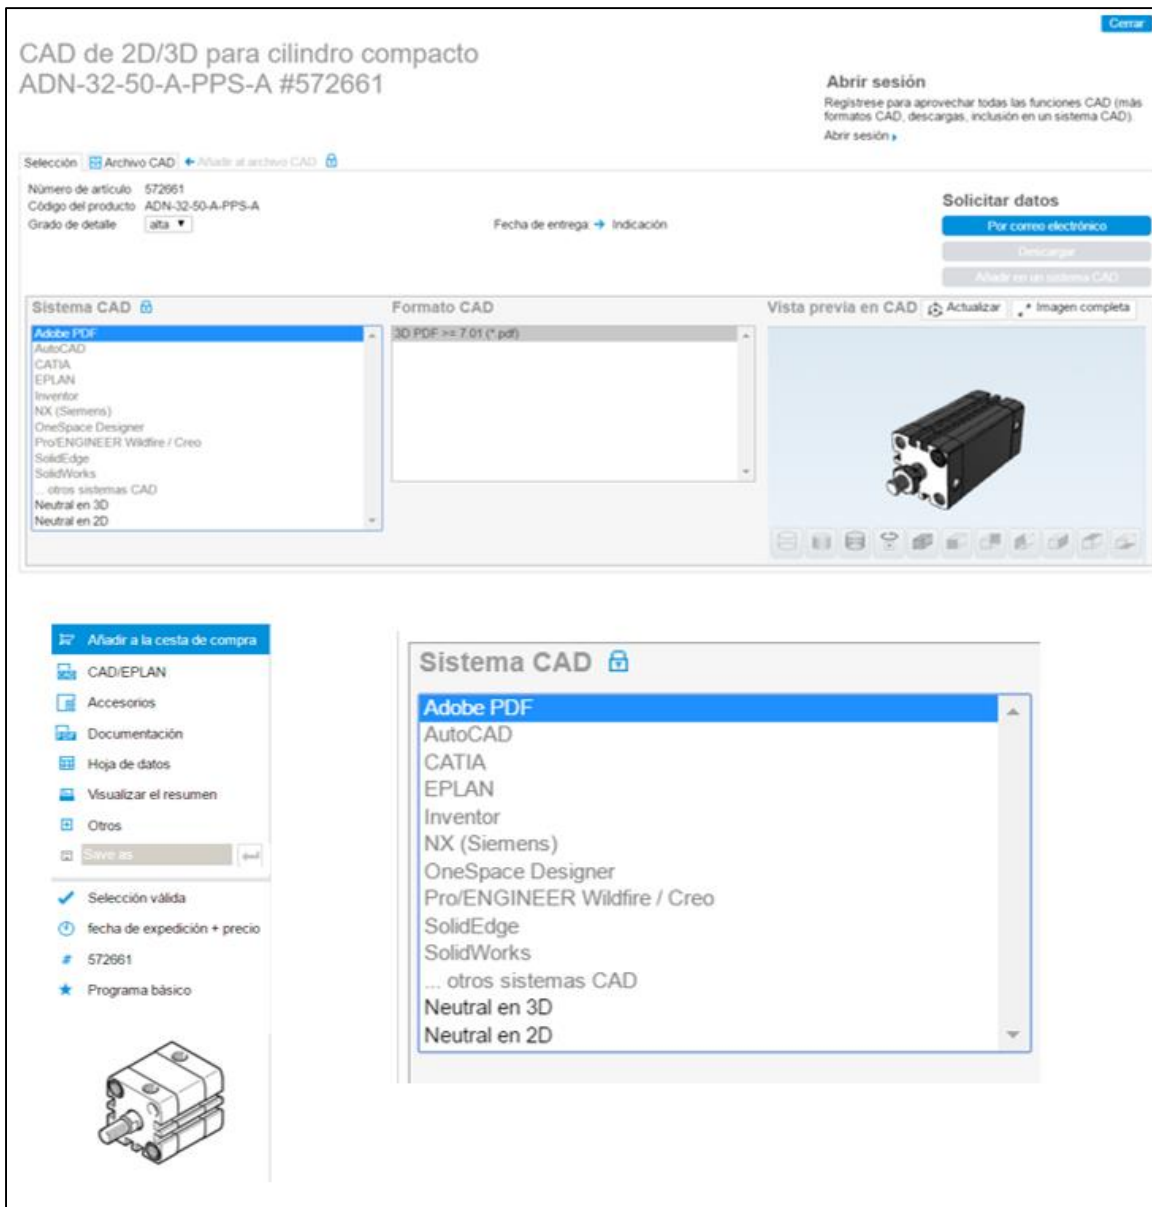 Cerrar
CAD de 2D/3D para cilindro compacto
ADN-32-50-A-PPS-A #572661
Abrir sesión
Regístrese para aprovechar todas las funciones CAD (más
formatos CAD, descargas, inclusión en un sistema CAD).
Abrir sesión
Selección Archivo CAD Añadir al archivo CAD
Número de artículo 572661
Código del producto ADN-32-50-A-PPS-A
Grado de detalle alta
Fecha de entrega: Indicación
Solicitar datos
Por correo electrónico
Descargar
Añadir en un sistema CAD
Sistema CAD
Adobe PDF
AutoCAD
CATIA
EPLAN
Inventor
NX (Siemens)
OneSpace Designer
Pro/ENGINEER Wildfire / Creo
SolidEdge
SolidWorks
... otros sistemas CAD
Neutral en 3D
Neutral en 2D
Formato CAD
3D PDF >= 7.01 (*.pdf)
Vista previa en CAD Actualizar Imagen completa
Añadir a la cesta de compra
CAD/EPLAN
Accesorios
Documentación
Hoja de datos
Visualizar el resumen
Otros
Save as
Selección válida
fecha de expedición + precio
# 572661
Programa básico
Sistema CAD
Adobe PDF
AutoCAD
CATIA
EPLAN
Inventor
NX (Siemens)
OneSpace Designer
Pro/ENGINEER Wildfire / Creo
SolidEdge
SolidWorks
... otros sistemas CAD
Neutral en 3D
Neutral en 2D